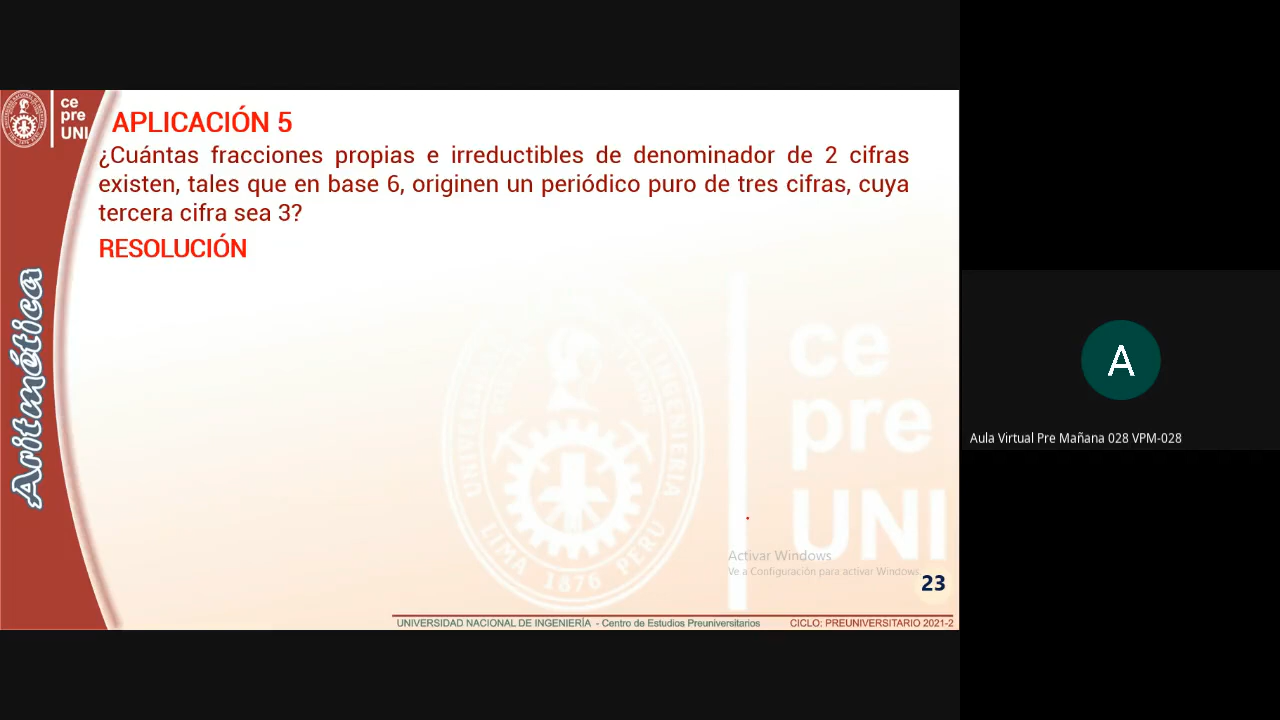 ce
pre
UNI
APLICACIÓN 5
¿Cuántas fracciones propias e irreductibles de denominador de 2 cifras
existen, tales que en base 6, originen un periódico puro de tres cifras, cuya
tercera cifra sea 3?
RESOLUCIÓN
Aritmética
ce
pre
UNI
LIMA 1876 PERU
Activar Windows
Ve a Configuración para activar Windows.
23
UNIVERSIDAD NACIONAL DE INGENIERÍA - Centro de Estudios Preuniversitarios
CICLO: PREUNIVERSITARIO 2021-2
A
Aula Virtual Pre Mañana 028 VPM-028